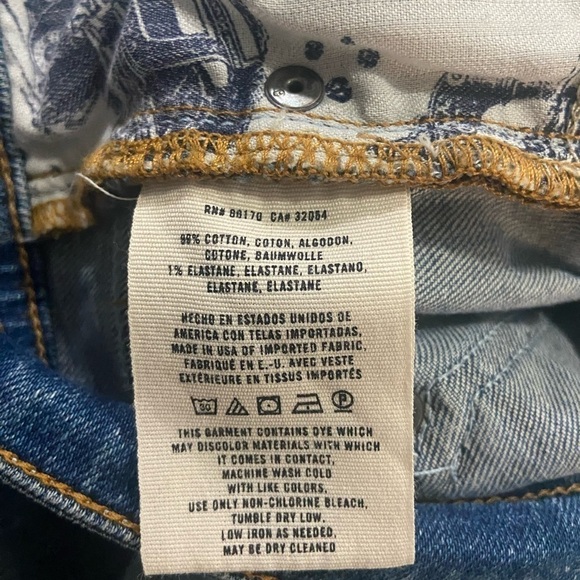 RN# 98170 CA# 32054
99% COTTON, COTON, ALGODON,
COTONE, BAUMWOLLE
1% ELASTANE, ELASTANE, ELASTANO,
ELASTANE, ELASTANE
HECHO EN ESTADOS UNIDOS DE
AMERICA CON TELAS IMPORTADAS,
MADE IN USA OF IMPORTED FABRIC.
FABRIQUÉ EN E.-U. AVEC VESTE
EXTÉRIEURE EN TISSUS IMPORTÉS
30 P
THIS GARMENT CONTAINS DYE WHICH
MAY DISCOLOR MATERIALS WITH WHICH
IT COMES IN CONTACT,
MACHINE WASH COLD
WITH LIKE COLORS,
USE ONLY NON-CHLORINE BLEACH,
TUMBLE DRY LOW.
LOW IRON AS NEEDED,
MAY BE DRY CLEANED